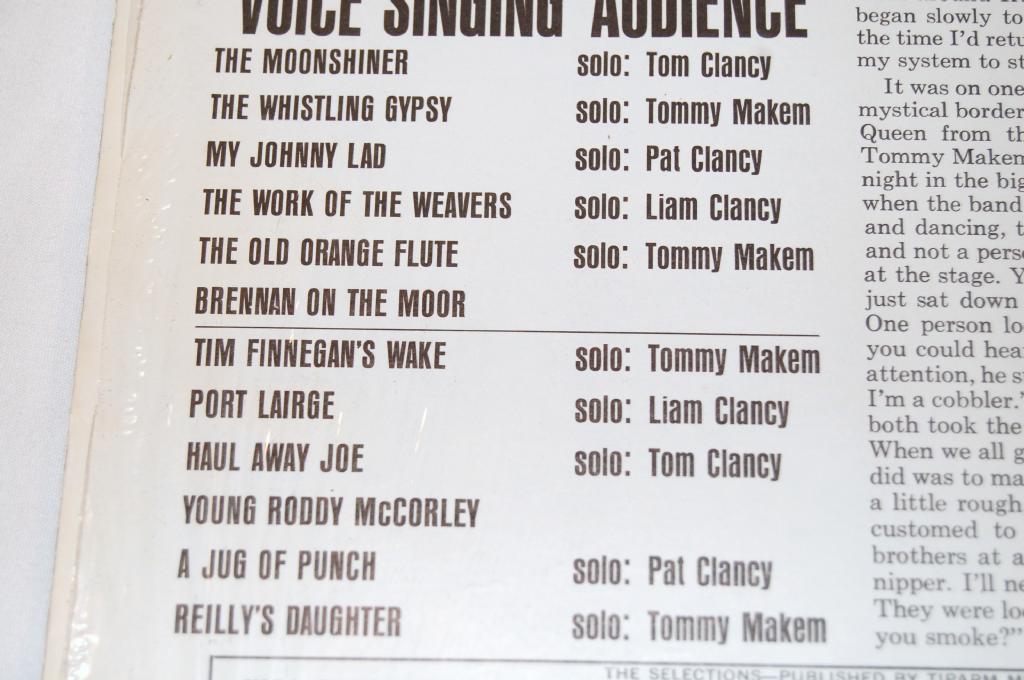 VOICE SINGING AUDIENCE
THE MOONSHINER solo: Tom Clancy
THE WHISTLING GYPSY solo: Tommy Makem
MY JOHNNY LAD solo: Pat Clancy
THE WORK OF THE WEAVERS solo: Liam Clancy
THE OLD ORANGE FLUTE solo: Tommy Makem
BRENNAN ON THE MOOR
TIM FINNEGAN'S WAKE solo: Tommy Makem
PORT LAIRGE solo: Liam Clancy
HAUL AWAY JOE solo: Tom Clancy
YOUNG RODDY McCORLEY
A JUG OF PUNCH solo: Pat Clancy
REILLY'S DAUGHTER solo: Tommy Makem
THE SELECTIONS—PUBLISHED BY TIPARM
began slowly to
the time I'd retu
my system to st
It was on one
mystical border
Queen from th
Tommy Makem
night in the big
when the band
and dancing, t
and not a perso
at the stage. Y
just sat down
One person lo
you could hear
attention, he s
I'm a cobbler."
both took the
When we all g
did was to ma
a little rough
customed to
brothers at a
nipper. I'll ne
They were loo
you smoke?"